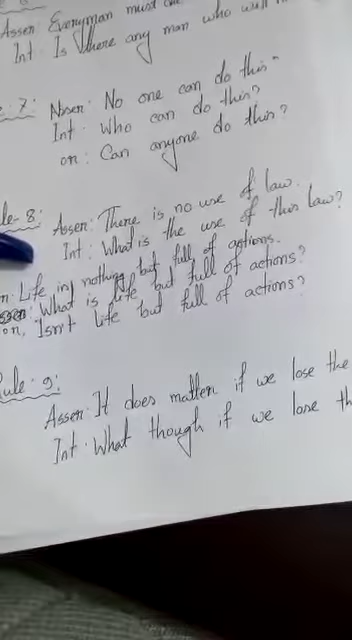 Assen: Everyman must
Int: Is there any man who will
7:
Assen: No one can do this.
Int: Who can do this?
on: Can anyone do this?
8:
Assen: There is no use of law.
Int: What is the use of this law?
Life in nothing but full of actions.
What is life but full of actions?
on, Isn't life but full of actions?
Rule: 9:
Assen: It does matter if we lose the
Int: What though if we lose